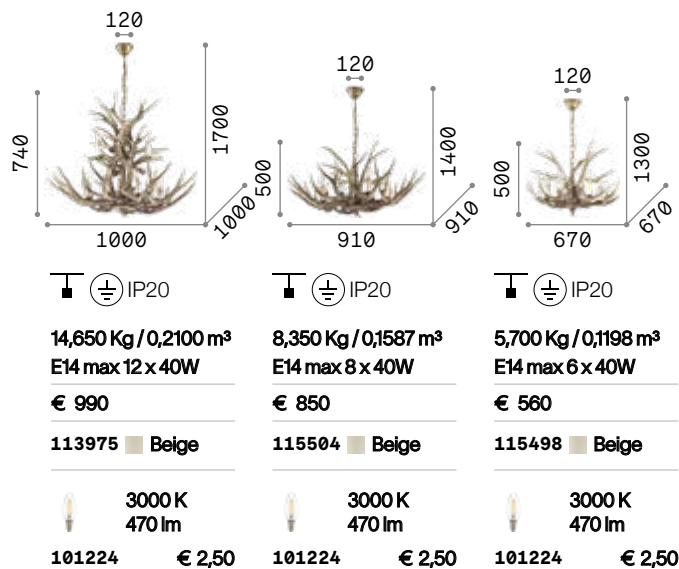 120
740
1700
1000
1000
IP20
14,650 Kg / 0,2100 m³
E14 max 12 x 40W
€ 990
113975 Beige
3000 K
470 lm
101224 € 2,50
120
500
1400
910
910
IP20
8,350 Kg / 0,1587 m³
E14 max 8 x 40W
€ 850
115504 Beige
3000 K
470 lm
101224 € 2,50
120
500
1300
670
670
IP20
5,700 Kg / 0,1198 m³
E14 max 6 x 40W
€ 560
115498 Beige
3000 K
470 lm
101224 € 2,50